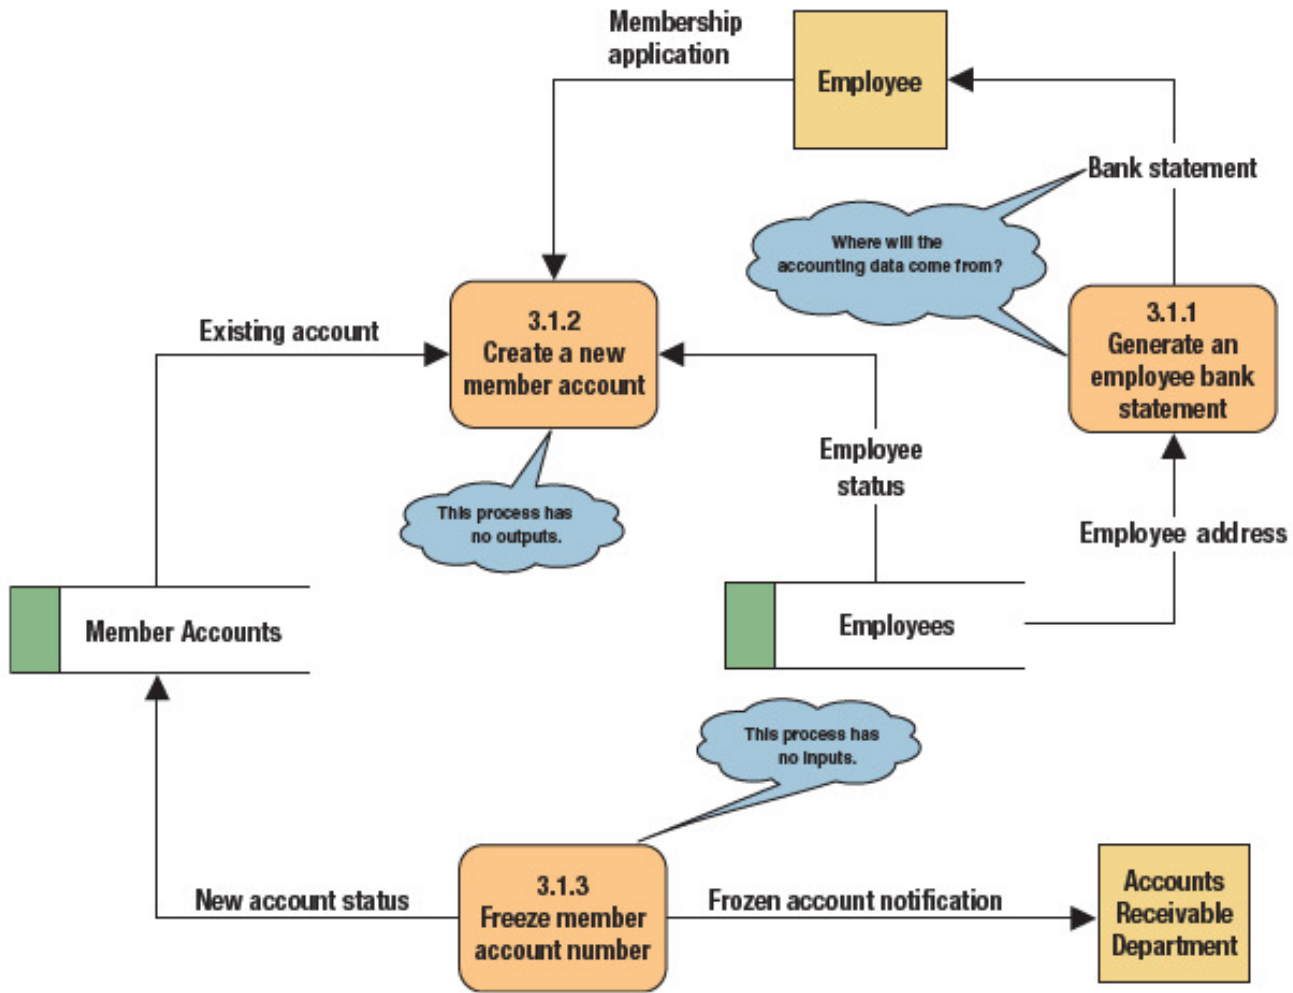 Membership
application
Employee
Bank statement
Where will the
accounting data come from?
3.1.2
Create a new
member account
3.1.1
Generate an
employee bank
statement
Existing account
Employee
status
This process has
no outputs.
Employee address
Member Accounts
Employees
This process has
no inputs.
New account status
3.1.3
Freeze member
account number
Frozen account notification
Accounts
Receivable
Department